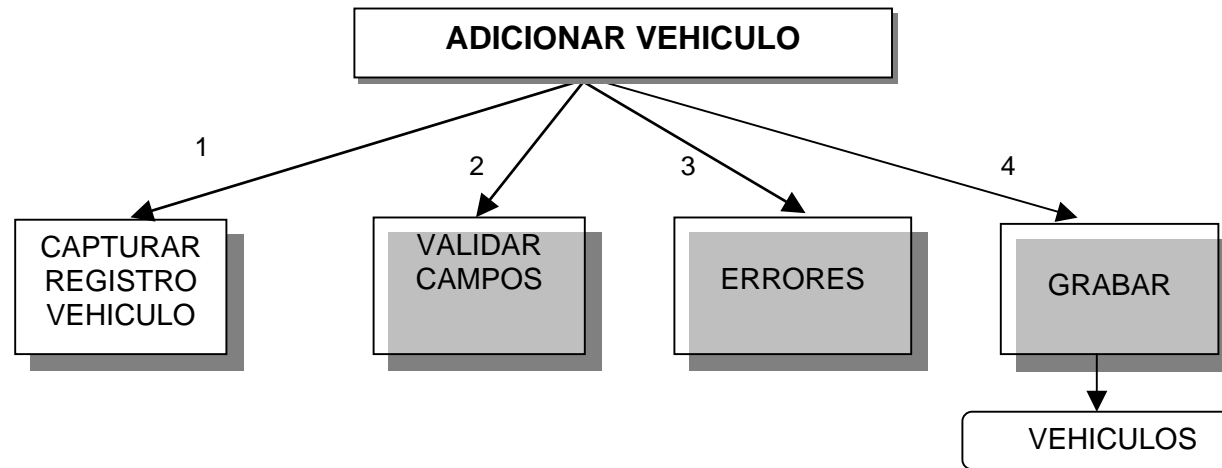 ADICIONAR VEHICULO
1
2
3
4
CAPTURAR
REGISTRO
VEHICULO
VALIDAR
CAMPOS
ERRORES
GRABAR
VEHICULOS